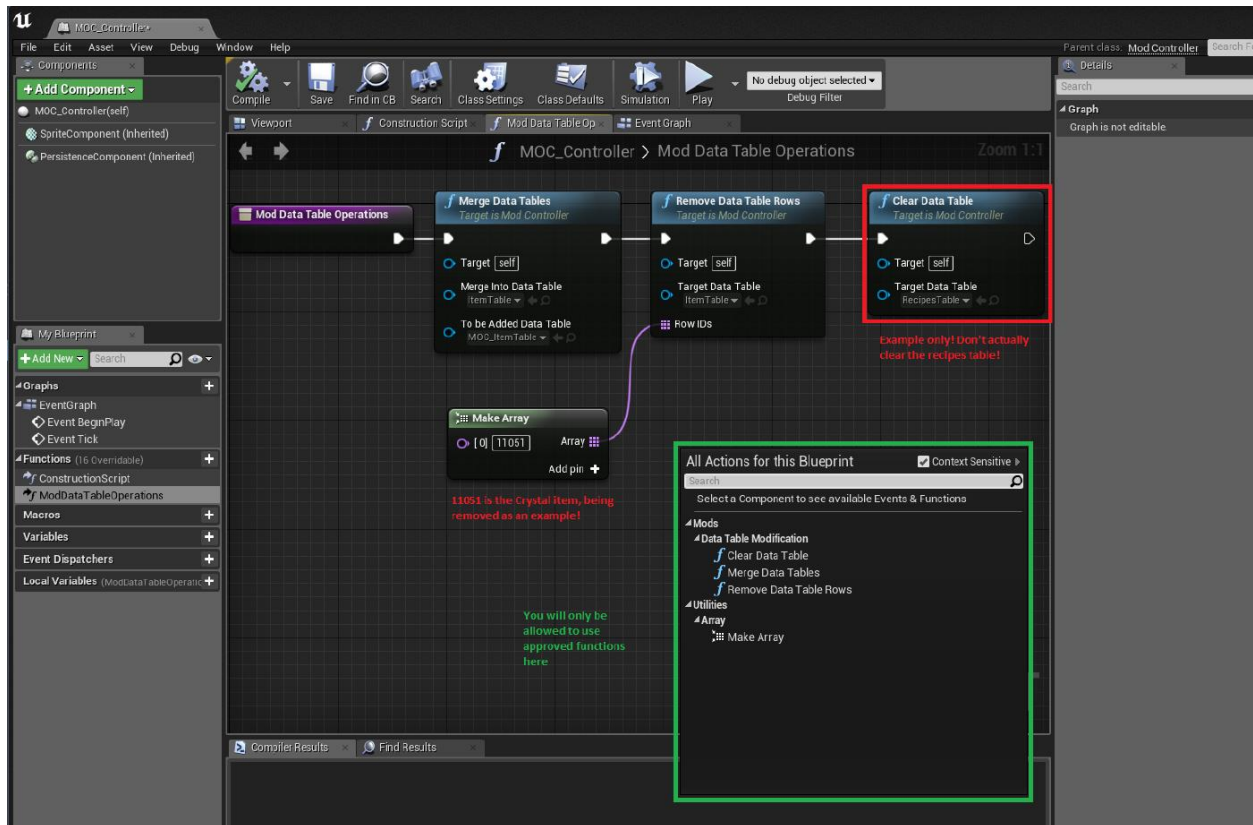 MOC_Controller*
File Edit Asset View Debug Window Help
Parent class: Mod Controller
Components
+Add Component
MOC_Controller(self)
SpriteComponent (Inherited)
PersistenceComponent (Inherited)
Compile Save Find in CB Search Class Settings Class Defaults Simulation Play
No debug object selected
Debug Filter
Details
Search
Graph
Graph is not editable
Viewport Construction Script Mod Data Table Op Event Graph
MOC_Controller > Mod Data Table Operations
Zoom 1:1
Mod Data Table Operations
Merge Data Tables
Target is Mod Controller
Target self
Merge Into Data Table
ItemTable
To be Added Data Table
MOC_ItemTable
Remove Data Table Rows
Target is Mod Controller
Target self
Target Data Table
ItemTable
Row IDs
Clear Data Table
Target is Mod Controller
Target self
Target Data Table
RecipesTable
Example only! Don't actually
clear the recipes table!
Make Array
[0] 11051 Array
Add pin +
11051 is the Crystal item, being
removed as an example!
You will only be
allowed to use
approved functions
here
All Actions for this Blueprint
Context Sensitive
Search
Select a Component to see available Events & Functions
Mods
Data Table Modification
Clear Data Table
Merge Data Tables
Remove Data Table Rows
Utilities
Array
Make Array
My Blueprint
+Add New Search
Graphs
EventGraph
Event BeginPlay
Event Tick
Functions (16 Overridable)
ConstructionScript
ModDataTableOperations
Macros
Variables
Event Dispatchers
Local Variables (ModDataTableOperatio
Compiler Results Find Results